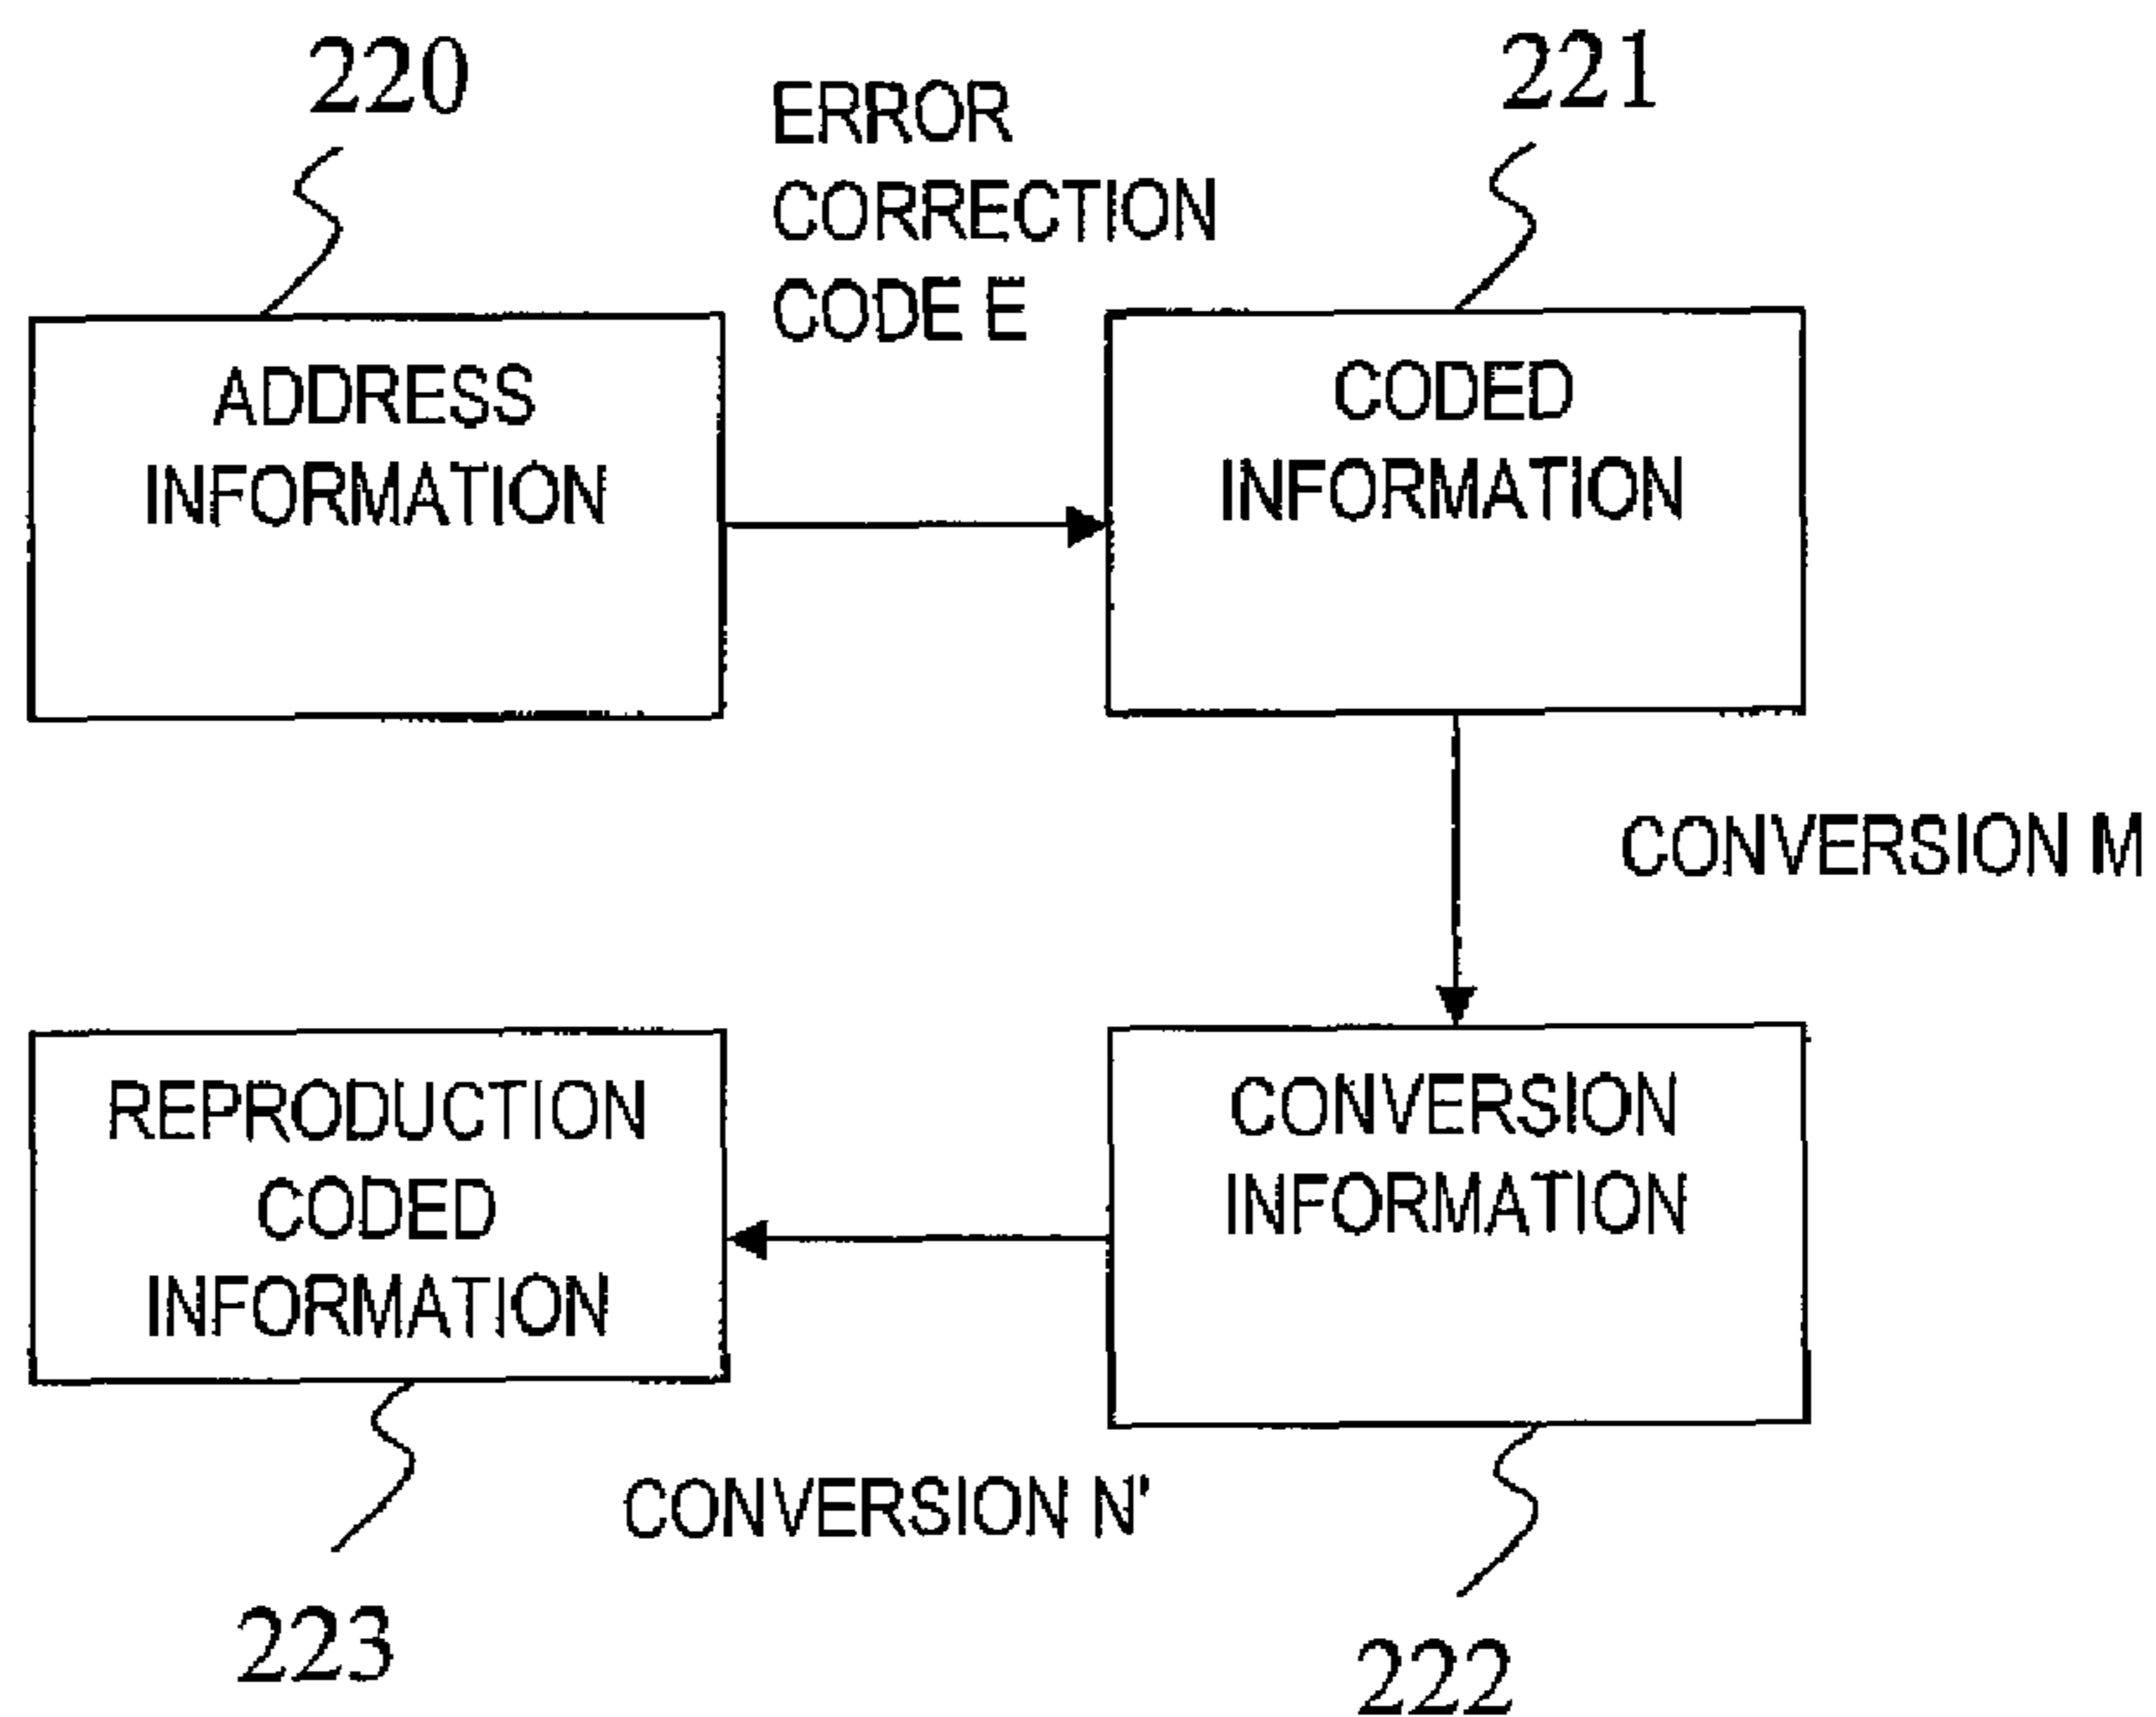 220
ERROR
CORRECTION
CODE E
221
ADDRESS
INFORMATION
CODED
INFORMATION
CONVERSION M
REPRODUCTION
CODED
INFORMATION
CONVERSION
INFORMATION
CONVERSION N'
223
222